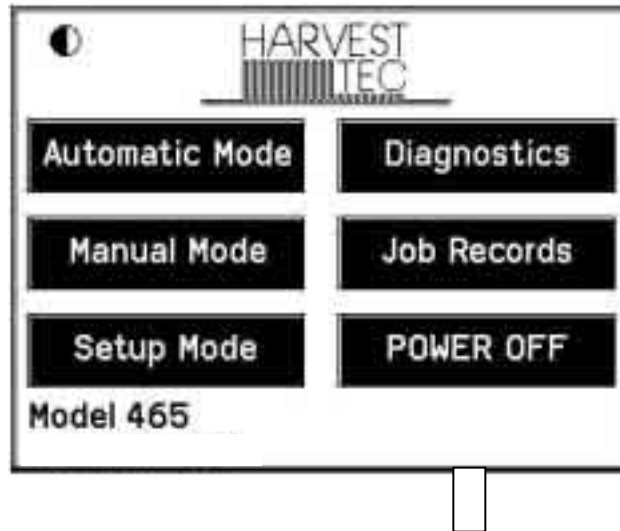 HARVEST
TEC
Automatic Mode
Diagnostics
Manual Mode
Job Records
Setup Mode
POWER OFF
Model 465